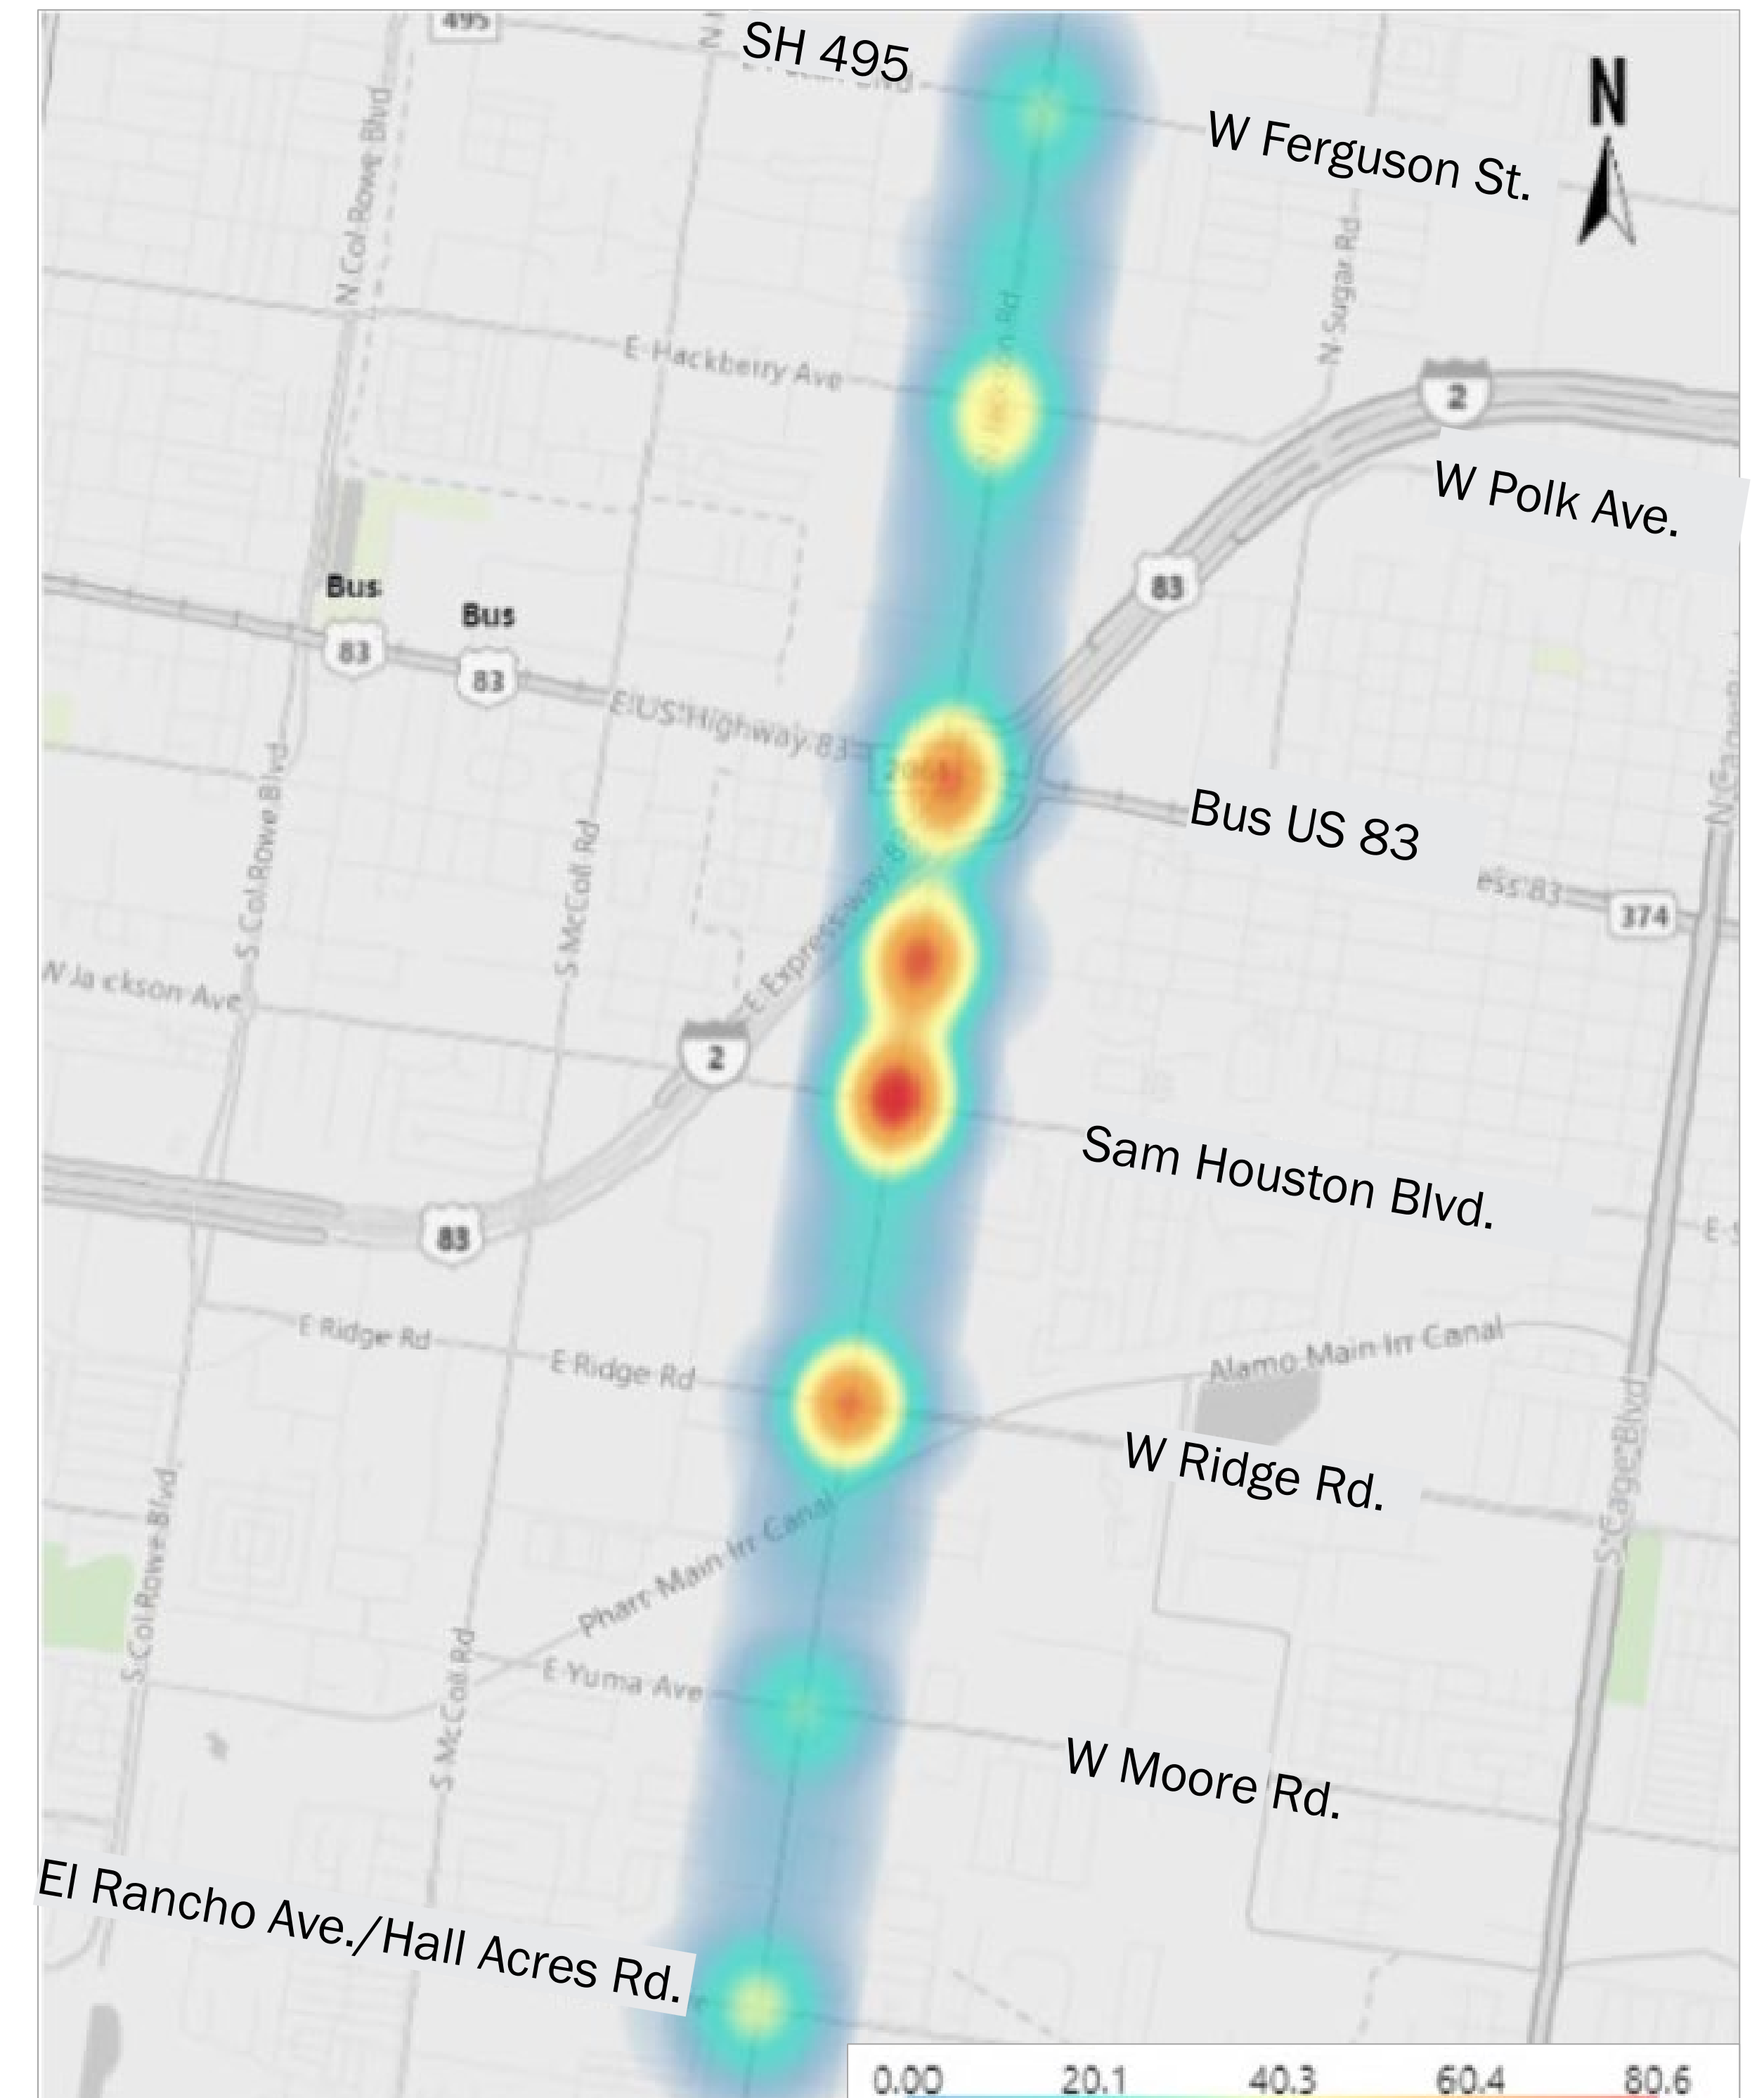 495
SH 495
N
W Ferguson St.
N Col Rowe Blvd
N Sugar Rd
E Hackberry Ave
2
W Polk Ave.
83
Bus
Bus
83
83
E US Highway 83
Bus US 83
374
S Col Rowe Blvd
S McColl Rd
E Expressway 8
W Jackson Ave
2
Sam Houston Blvd.
83
E Ridge Rd
E Ridge Rd
Alamo Main Irr Canal
W Ridge Rd.
S Cage Blvd
Pharr Main Irr Canal
S Col Rowe Blvd
E Yuma Ave
S McColl Rd
W Moore Rd.
El Rancho Ave./Hall Acres Rd.
0.00 20.1 40.3 60.4 80.6